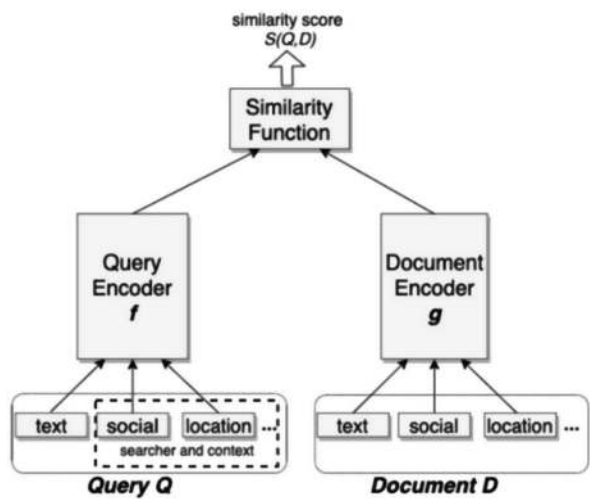 similarity score
S(Q,D)
Similarity
Function
Query
Encoder
f
Document
Encoder
g
text
social
location
...
searcher and context
Query Q
text
social
location
...
Document D